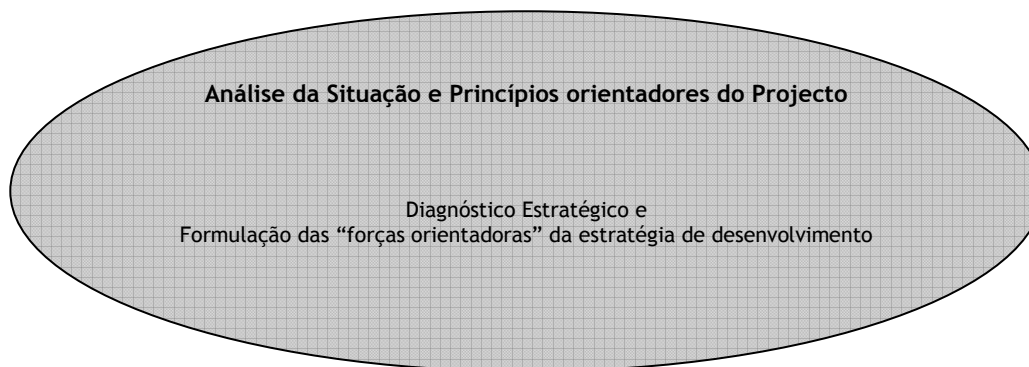 Análise da Situação e Princípios orientadores do Projecto
Diagnóstico Estratégico e
Formulação das “forças orientadoras” da estratégia de desenvolvimento